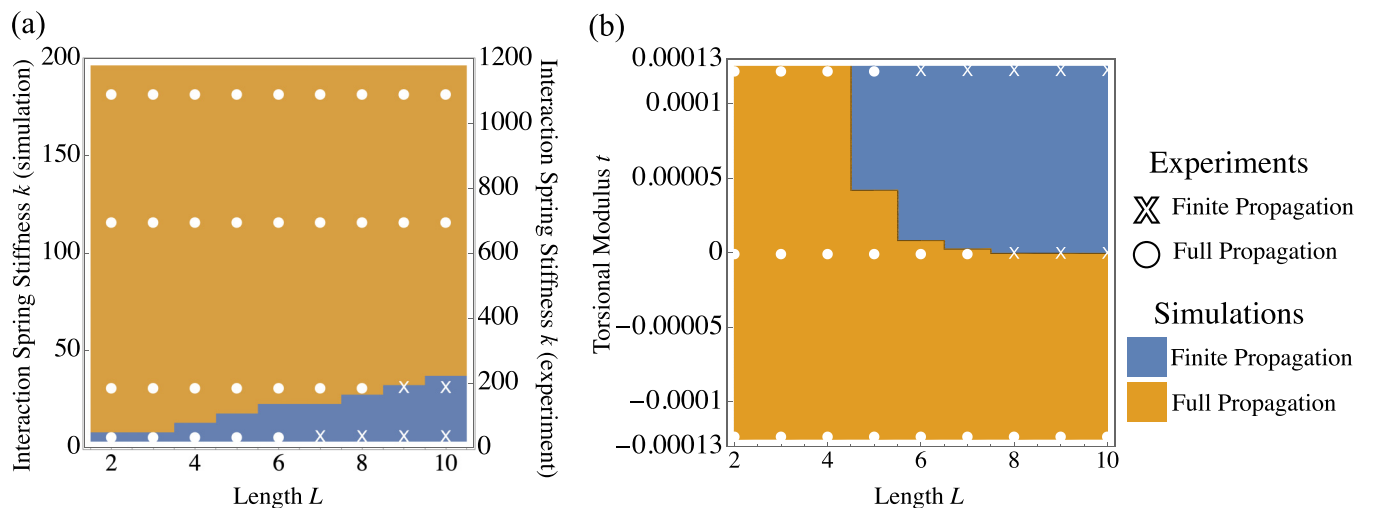 (a)
Interaction Spring Stiffness k (simulation)
200
150
100
50
0
2
4
6
8
10
Length L
1200
1000
800
600
400
200
0
Interaction Spring Stiffness k (experiment)
(b)
Torsional Modulus t
0.00013
0.0001
0.00005
0
−0.00005
−0.0001
−0.00013
X X X X X
X X X
X X
X X X X
2
4
6
8
10
Length L
Experiments
X Finite Propagation
Full Propagation
Simulations
Finite Propagation
Full Propagation